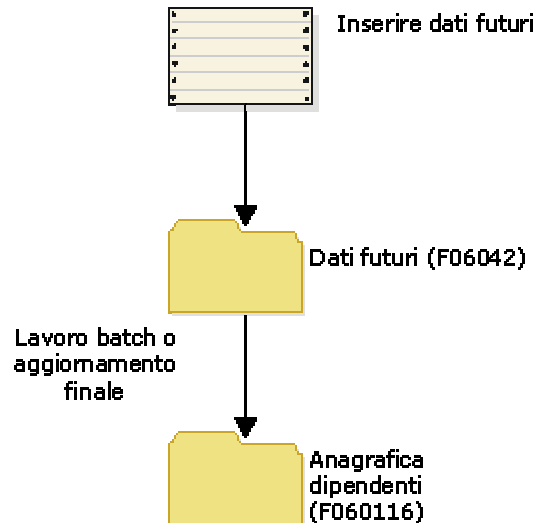 Inserire dati futuri
Dati futuri (F06042)
Lavoro batch o
aggiornamento
finale
Anagrafica
dipendenti
(F060116)